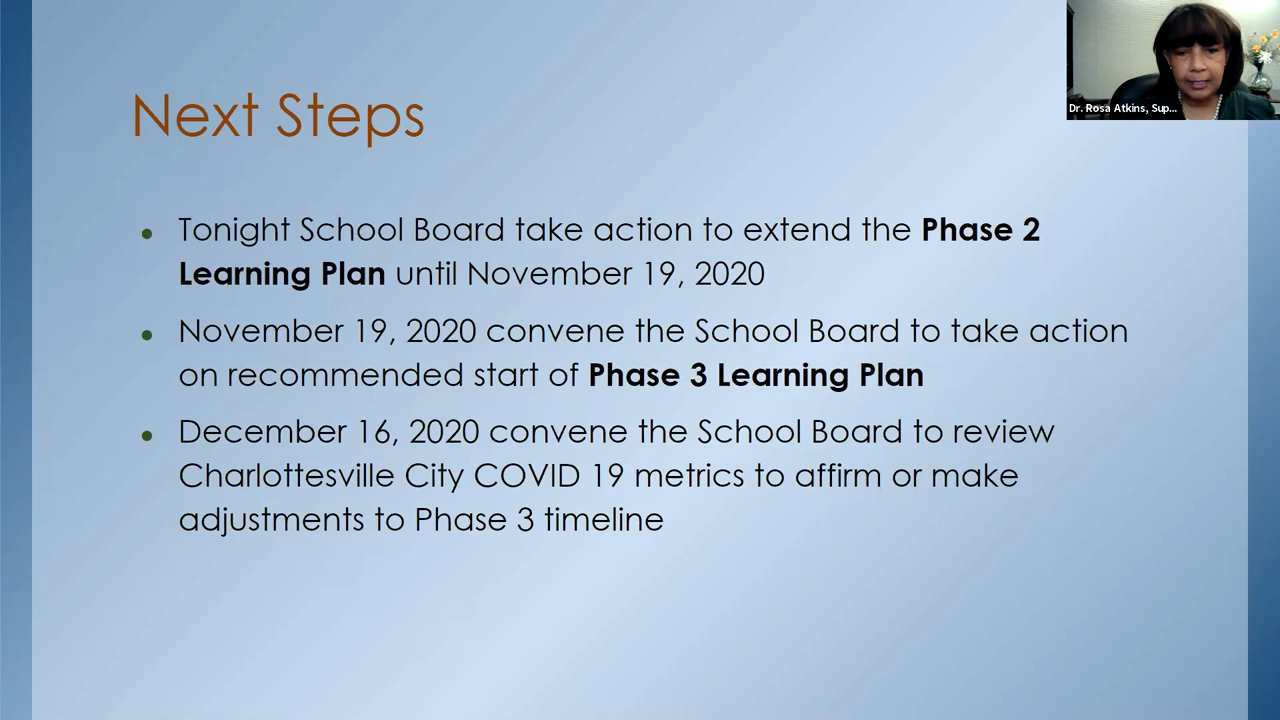 Dr. Rosa Atkins, Sup...
Next Steps
• Tonight School Board take action to extend the Phase 2
Learning Plan until November 19, 2020
• November 19, 2020 convene the School Board to take action
on recommended start of Phase 3 Learning Plan
• December 16, 2020 convene the School Board to review
Charlottesville City COVID 19 metrics to affirm or make
adjustments to Phase 3 timeline